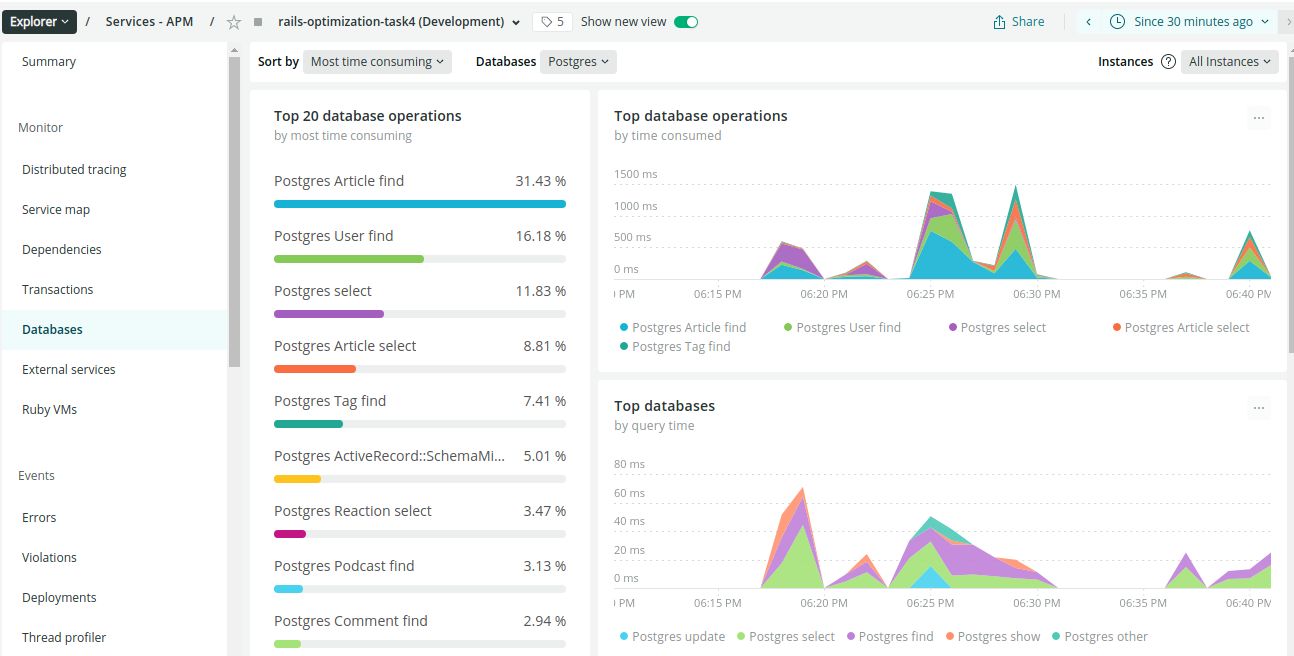 Explorer / Services - APM / rails-optimization-task4 (Development) 5 Show new view Share Since 30 minutes ago
Summary
Monitor
Distributed tracing
Service map
Dependencies
Transactions
Databases
External services
Ruby VMs
Events
Errors
Violations
Deployments
Thread profiler
Sort by Most time consuming Databases Postgres Instances ? All Instances
Top 20 database operations
by most time consuming
Postgres Article find 31.43 %
Postgres User find 16.18 %
Postgres select 11.83 %
Postgres Article select 8.81 %
Postgres Tag find 7.41 %
Postgres ActiveRecord::SchemaMi... 5.01 %
Postgres Reaction select 3.47 %
Postgres Podcast find 3.13 %
Postgres Comment find 2.94 %
Top database operations ...
by time consumed
1500 ms
1000 ms
500 ms
0 ms
PM 06:15 PM 06:20 PM 06:25 PM 06:30 PM 06:35 PM 06:40 PM
Postgres Article find Postgres User find Postgres select Postgres Article select
Postgres Tag find
Top databases ...
by query time
80 ms
60 ms
40 ms
20 ms
0 ms
PM 06:15 PM 06:20 PM 06:25 PM 06:30 PM 06:35 PM 06:40 PM
Postgres update Postgres select Postgres find Postgres show Postgres other